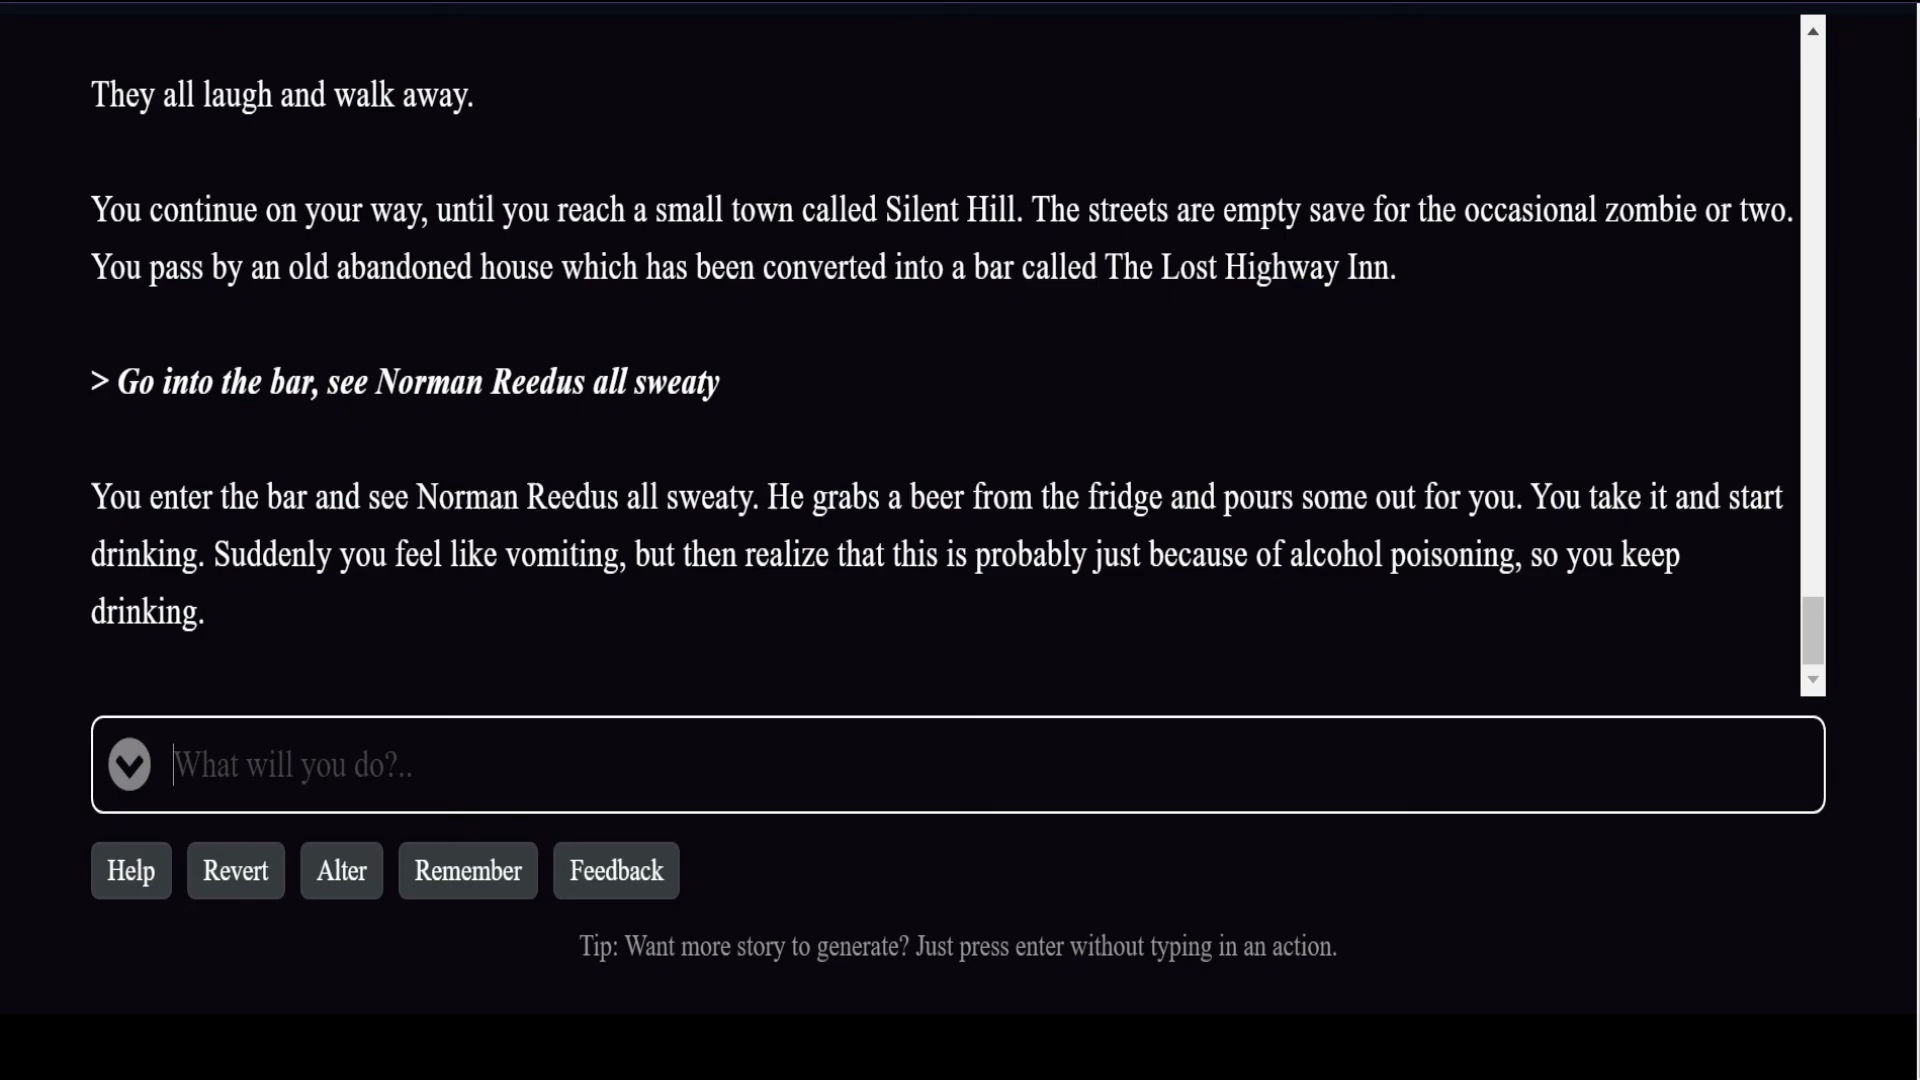 They all laugh and walk away.
You continue on your way, until you reach a small town called Silent Hill. The streets are empty save for the occasional zombie or two.
You pass by an old abandoned house which has been converted into a bar called The Lost Highway Inn.
> Go into the bar, see Norman Reedus all sweaty
You enter the bar and see Norman Reedus all sweaty. He grabs a beer from the fridge and pours some out for you. You take it and start
drinking. Suddenly you feel like vomiting, but then realize that this is probably just because of alcohol poisoning, so you keep
drinking.
What will you do?..
Help Revert Alter Remember Feedback
Tip: Want more story to generate? Just press enter without typing in an action.